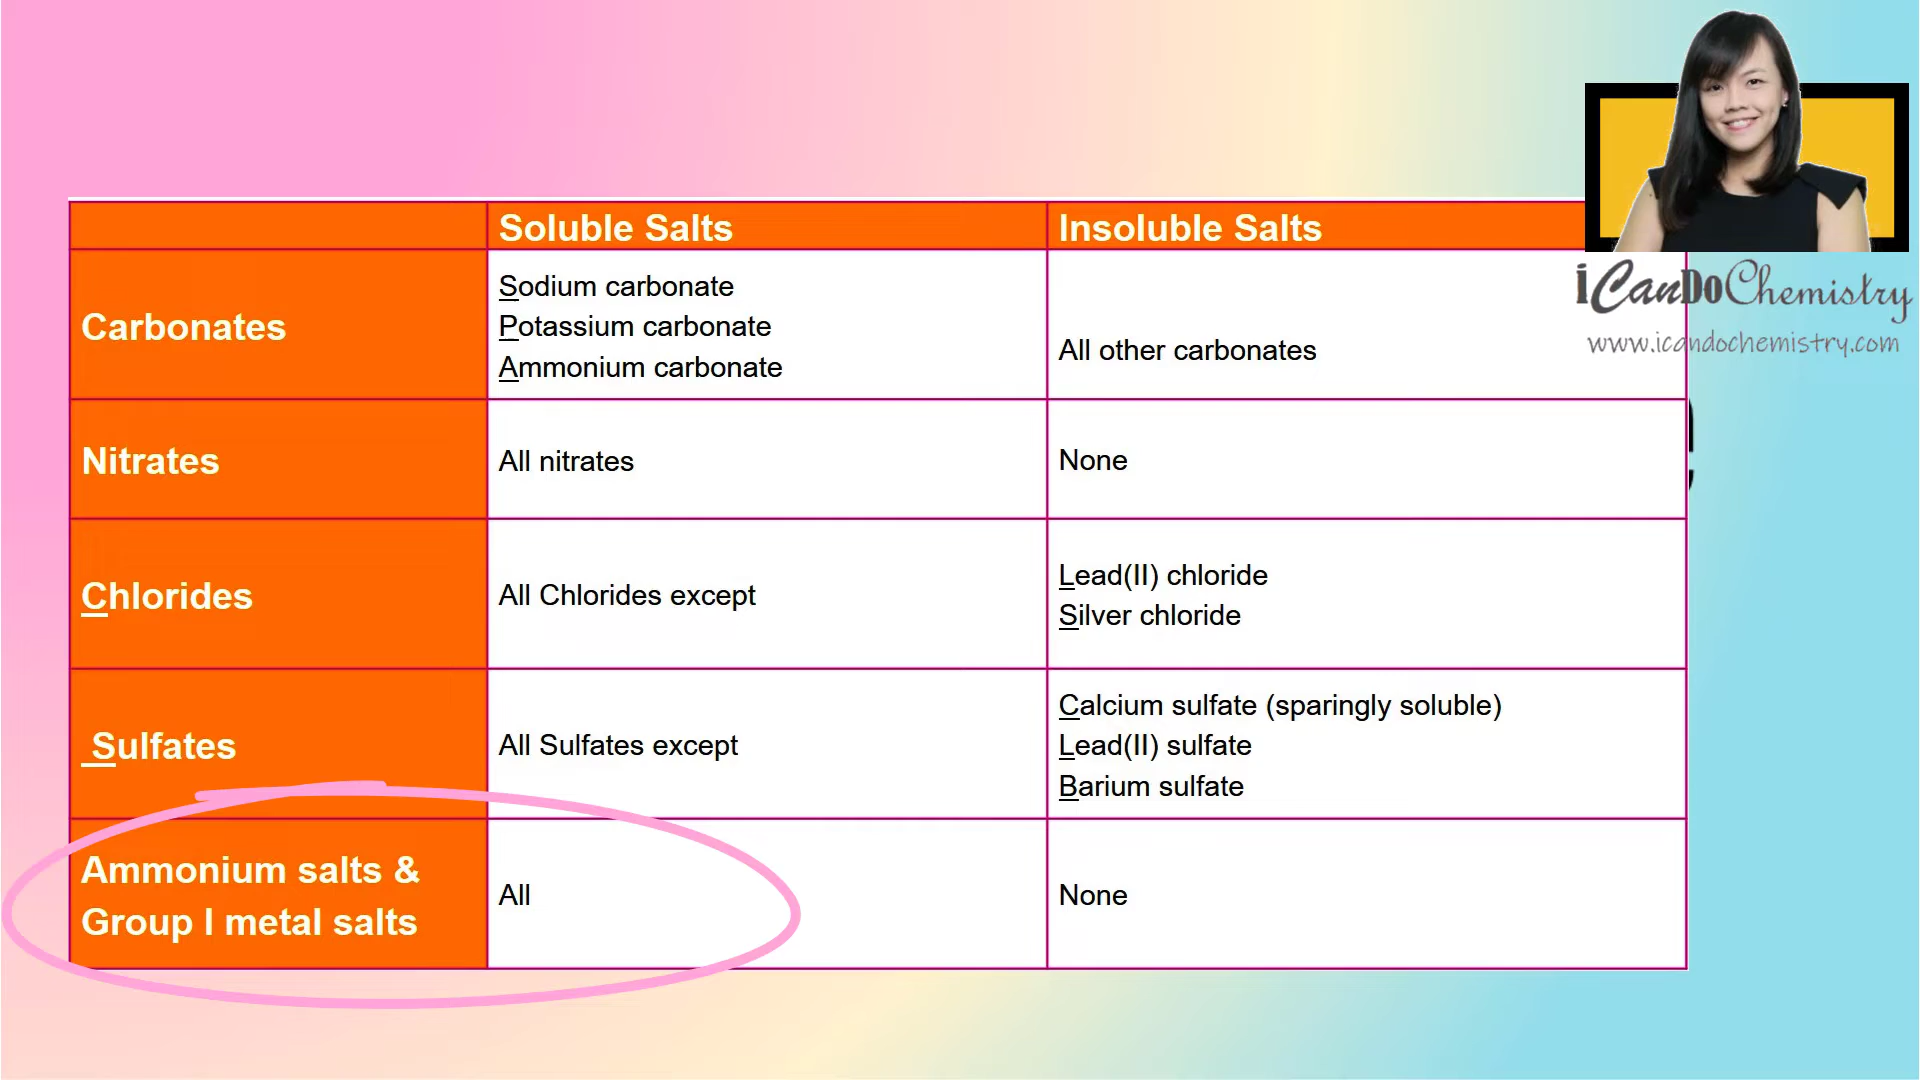 Soluble Salts
Insoluble Salts
Carbonates
Sodium carbonate
Potassium carbonate
Ammonium carbonate
All other carbonates
Nitrates
All nitrates
None
Chlorides
All Chlorides except
Lead(II) chloride
Silver chloride
Sulfates
All Sulfates except
Calcium sulfate (sparingly soluble)
Lead(II) sulfate
Barium sulfate
Ammonium salts &
Group I metal salts
All
None
iCanDoChemistry
www.icandochemistry.com